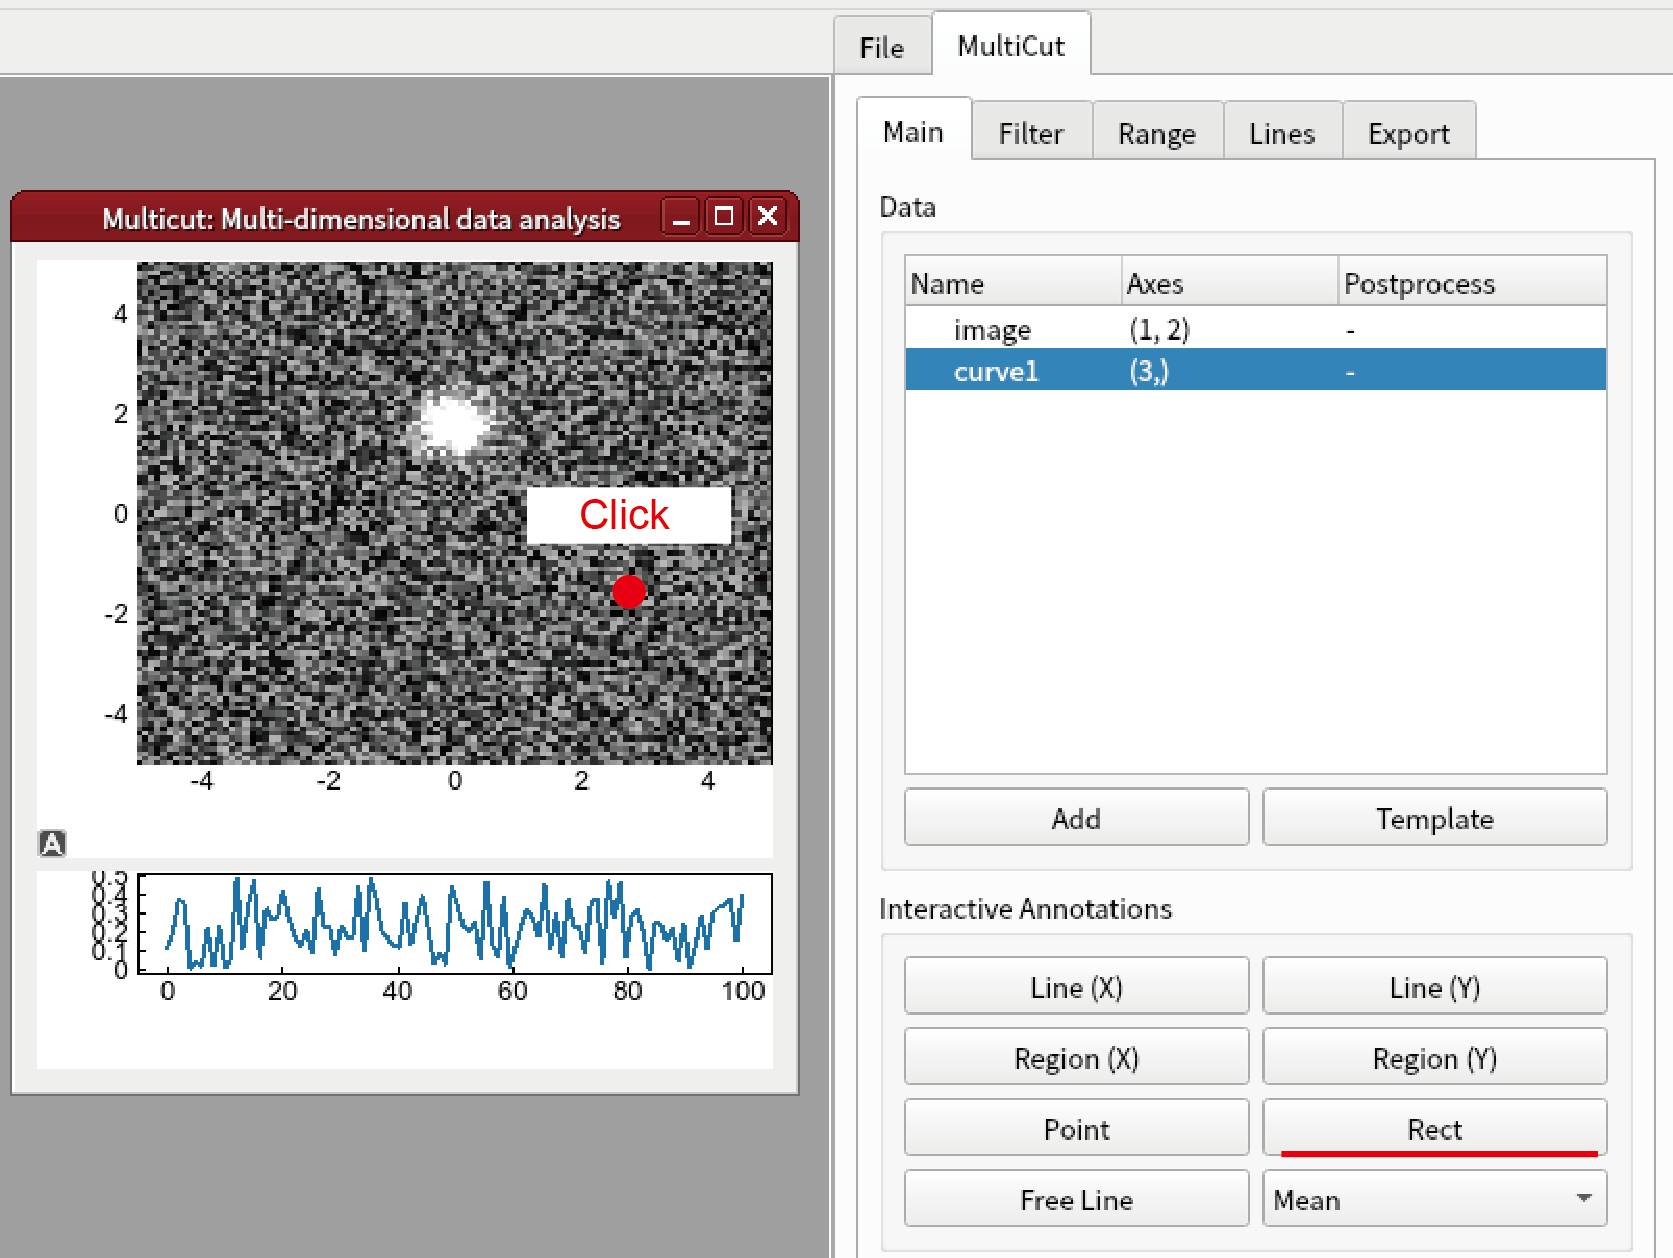 File MultiCut
Main Filter Range Lines Export
Data
Name Axes Postprocess
image (1, 2) -
curve1 (3,) -
Add Template
Interactive Annotations
Line (X) Line (Y)
Region (X) Region (Y)
Point Rect
Free Line Mean
Multicut: Multi-dimensional data analysis
4
2
0
-2
-4
-4 -2 0 2 4
Click
A
0.5
0.4
0.3
0.2
0.1
0
0 20 40 60 80 100